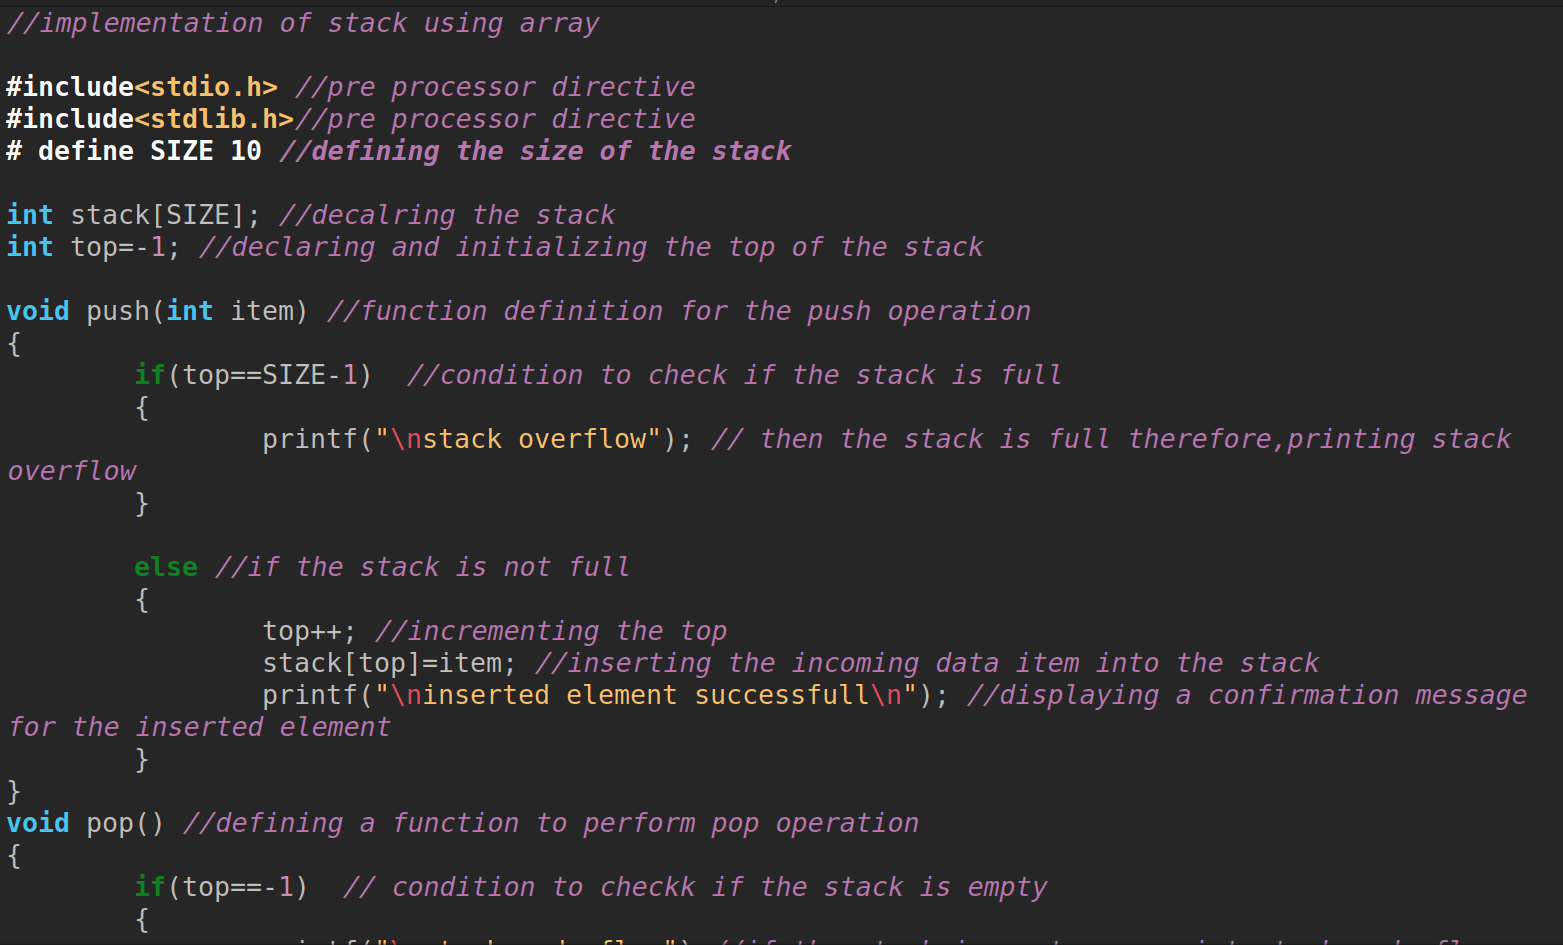 //implementation of stack using array
#include<stdio.h> //pre processor directive
#include<stdlib.h>//pre processor directive
# define SIZE 10 //defining the size of the stack
int stack[SIZE]; //decalring the stack
int top=-1; //declaring and initializing the top of the stack
void push(int item) //function definition for the push operation
{
        if(top==SIZE-1)  //condition to check if the stack is full
        {
                printf("\nstack overflow"); // then the stack is full therefore,printing stack
overflow
        }
        else //if the stack is not full
        {
                top++; //incrementing the top
                stack[top]=item; //inserting the incoming data item into the stack
                printf("\ninserted element successfull\n"); //displaying a confirmation message
for the inserted element
        }
}
void pop() //defining a function to perform pop operation
{
        if(top==-1)  // condition to checkk if the stack is empty
        {